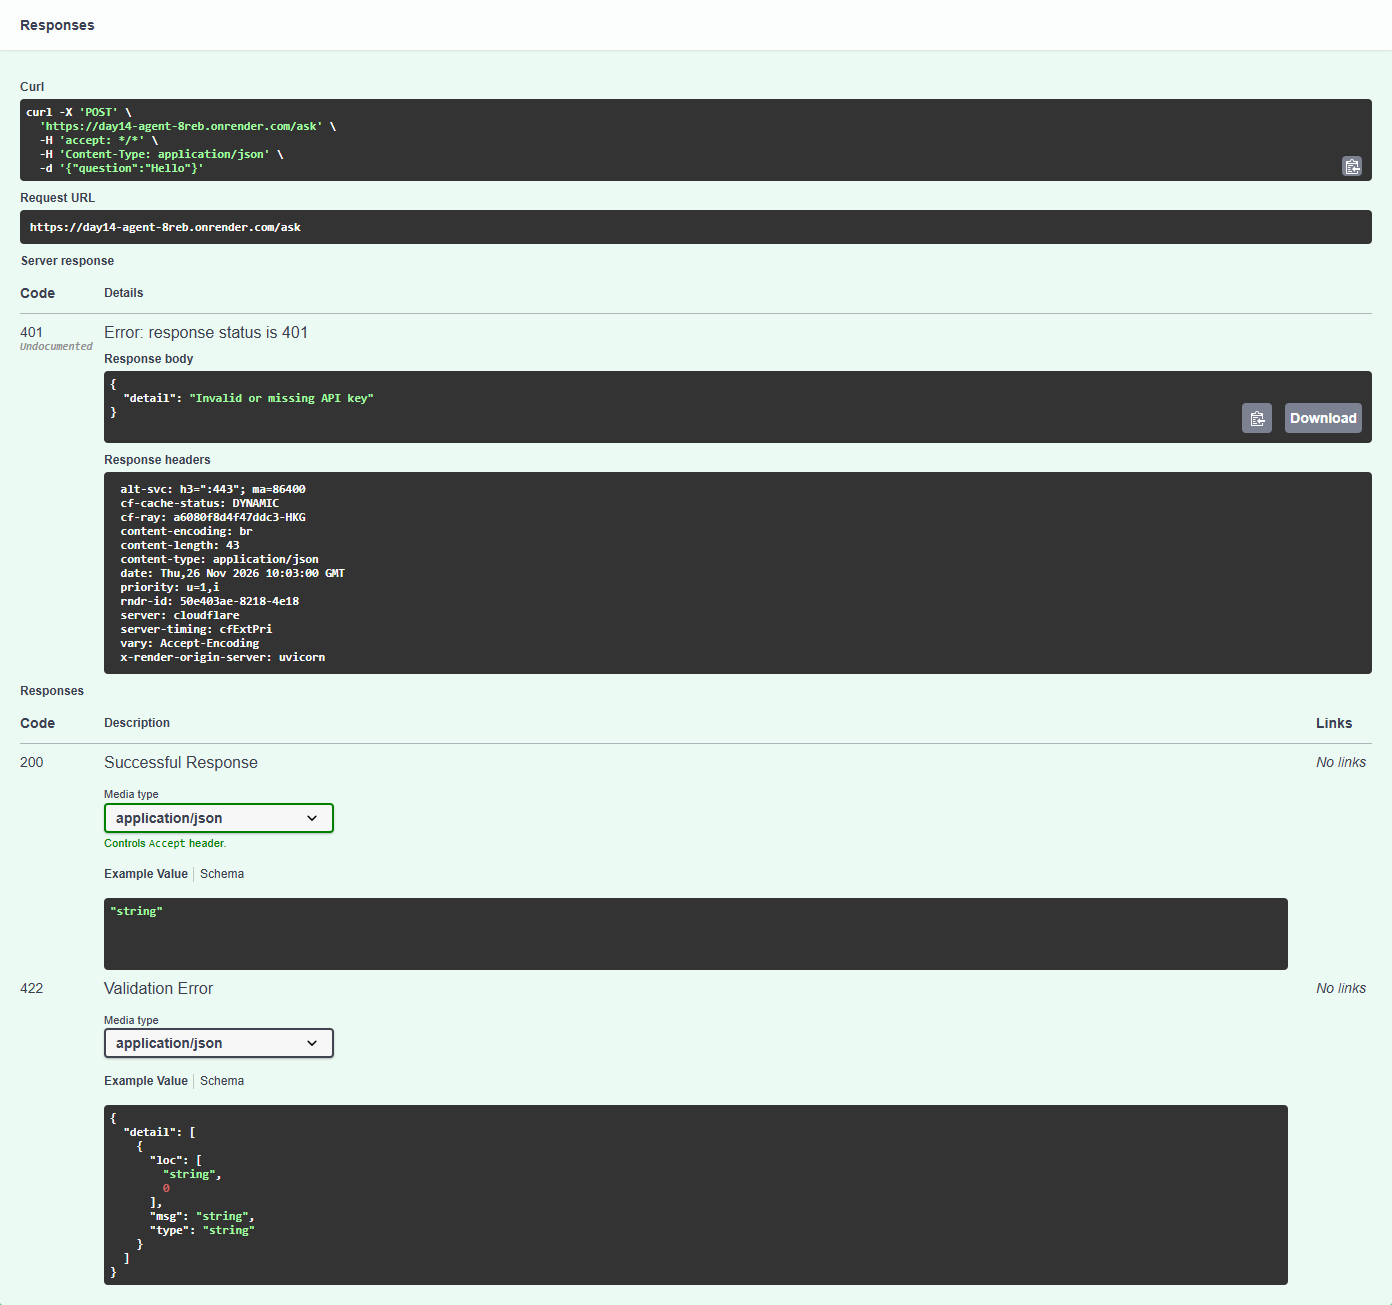 Responses
Curl
curl -X 'POST' \
  'https://day14-agent-8reb.onrender.com/ask' \
  -H 'accept: */*' \
  -H 'Content-Type: application/json' \
  -d '{"question":"Hello"}'
Request URL
https://day14-agent-8reb.onrender.com/ask
Server response
Code Details
401 Error: response status is 401
Undocumented
Response body
{
  "detail": "Invalid or missing API key"
}
Download
Response headers
alt-svc: h3=":443"; ma=86400
cf-cache-status: DYNAMIC
cf-ray: a6080f8d4f47ddc3-HKG
content-encoding: br
content-length: 43
content-type: application/json
date: Thu,26 Nov 2026 10:03:00 GMT
priority: u=1,i
rndr-id: 50e403ae-8218-4e18
server: cloudflare
server-timing: cfExtPri
vary: Accept-Encoding
x-render-origin-server: uvicorn
Responses
Code Description Links
200 Successful Response No links
Media type
application/json
Controls Accept header.
Example Value Schema
"string"
422 Validation Error No links
Media type
application/json
Example Value Schema
{
  "detail": [
    {
      "loc": [
        "string",
        0
      ],
      "msg": "string",
      "type": "string"
    }
  ]
}